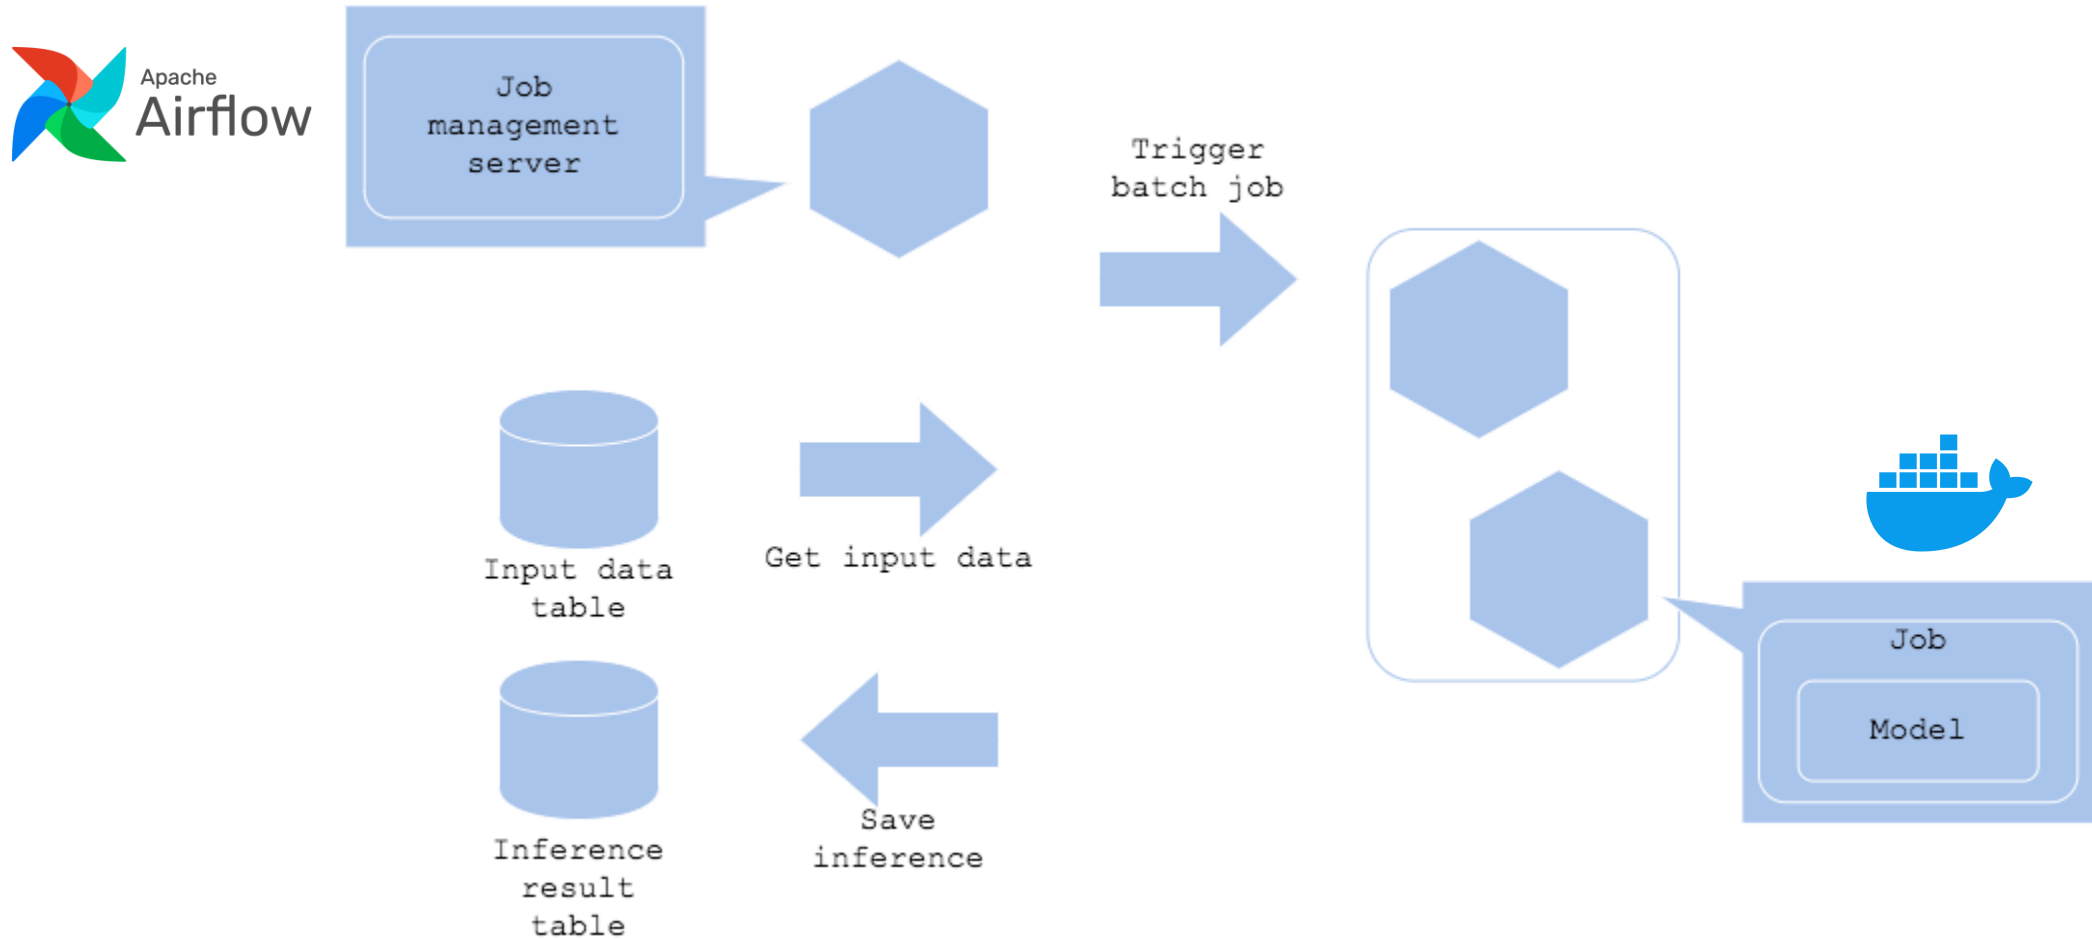 Apache
Airflow
Job
management
server
Trigger
batch job
Input data
table
Get input data
Job
Model
Inference
result
table
Save
inference